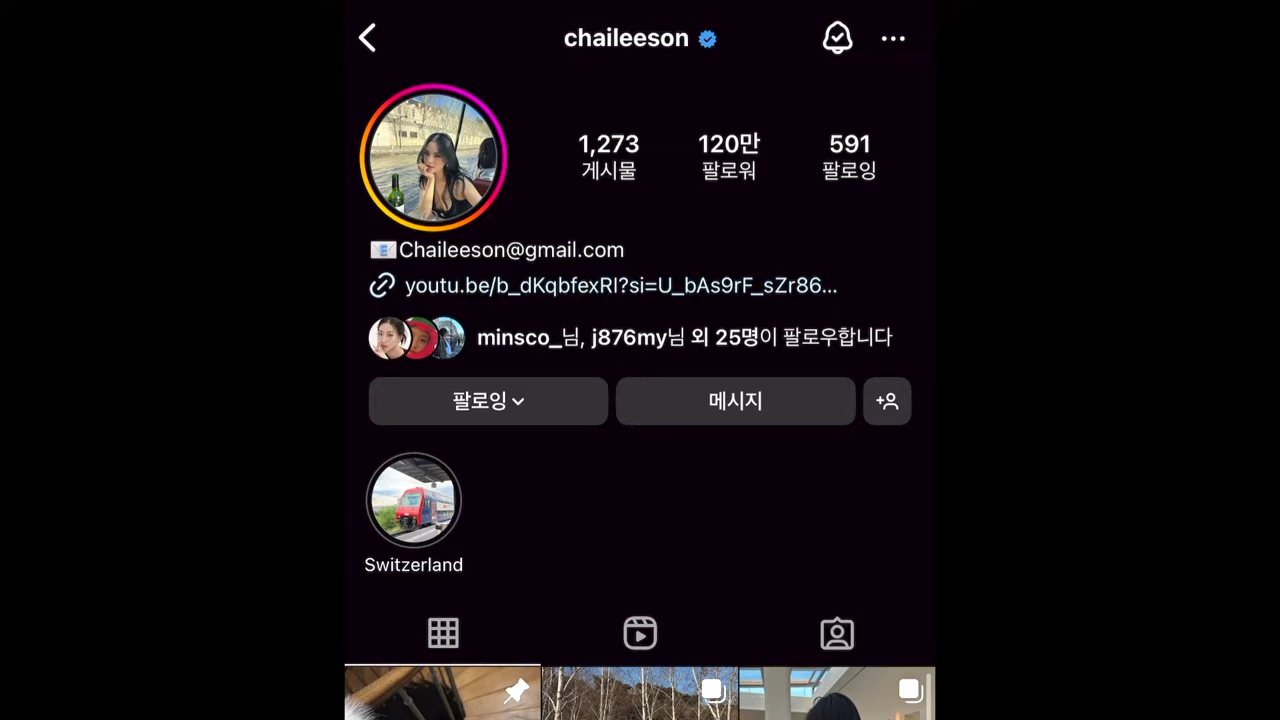 chaileeson
1,273 120만 591
게시물 팔로워 팔로잉
Chaileeson@gmail.com
youtu.be/b_dKqbfexRI?si=U_bAs9rF_sZr86...
minsco_님, j876my님 외 25명이 팔로우합니다
팔로잉 메시지
Switzerland